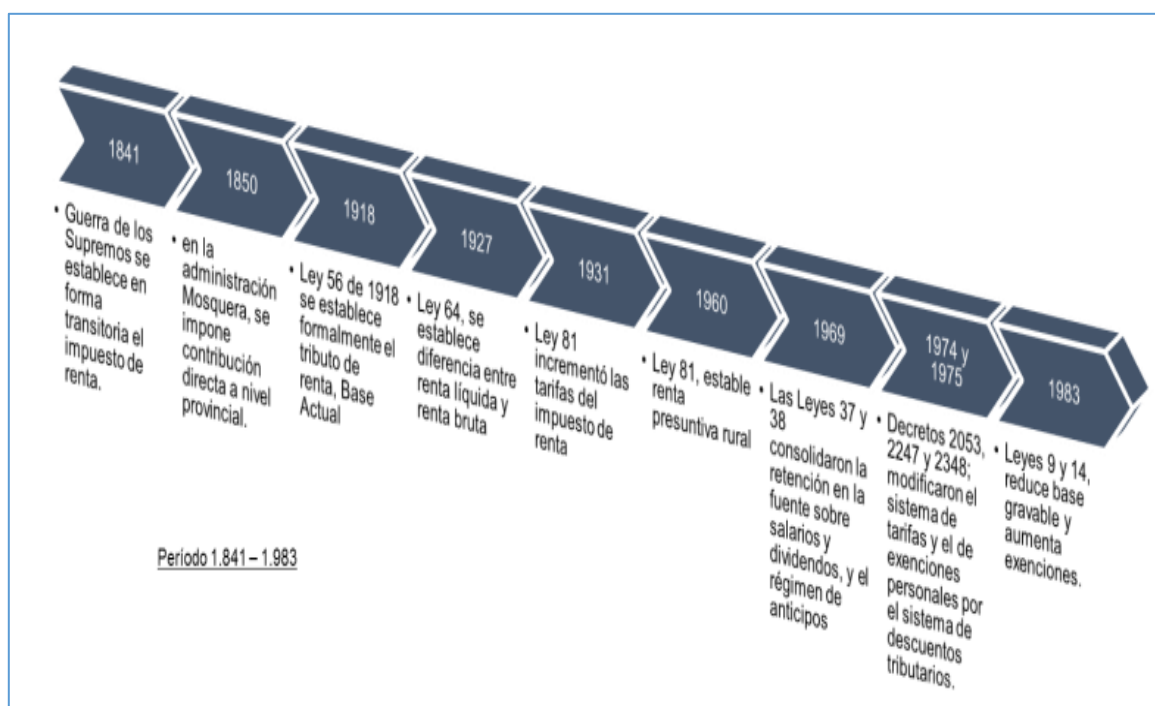 1841
• Guerra de los
Supremos se
establece en
forma
transitoria el
impuesto de
renta.
1850
• en la
administración
Mosquera, se
impone
contribución
directa a nivel
provincial.
1918
• Ley 56 de 1918
se establece
formalmente el
tributo de
renta, Base
Actual
1927
• Ley 64, se
establece
diferencia entre
renta líquida y
renta bruta
1931
• Ley 81
incrementó las
tarifas del
impuesto de
renta
1960
• Ley 81, estable
renta
presuntiva rural
1969
• Las Leyes 37 y
38
consolidaron la
retención en la
fuente sobre
salarios y
dividendos, y el
régimen de
anticipos
1974 y
1975
• Decretos 2053,
2247 y 2348;
modificaron el
sistema de
tarifas y el de
exenciones
personales por
el sistema de
descuentos
tributarios.
1983
• Leyes 9 y 14,
reduce base
gravable y
aumenta
exenciones.
Período 1.841 – 1.983